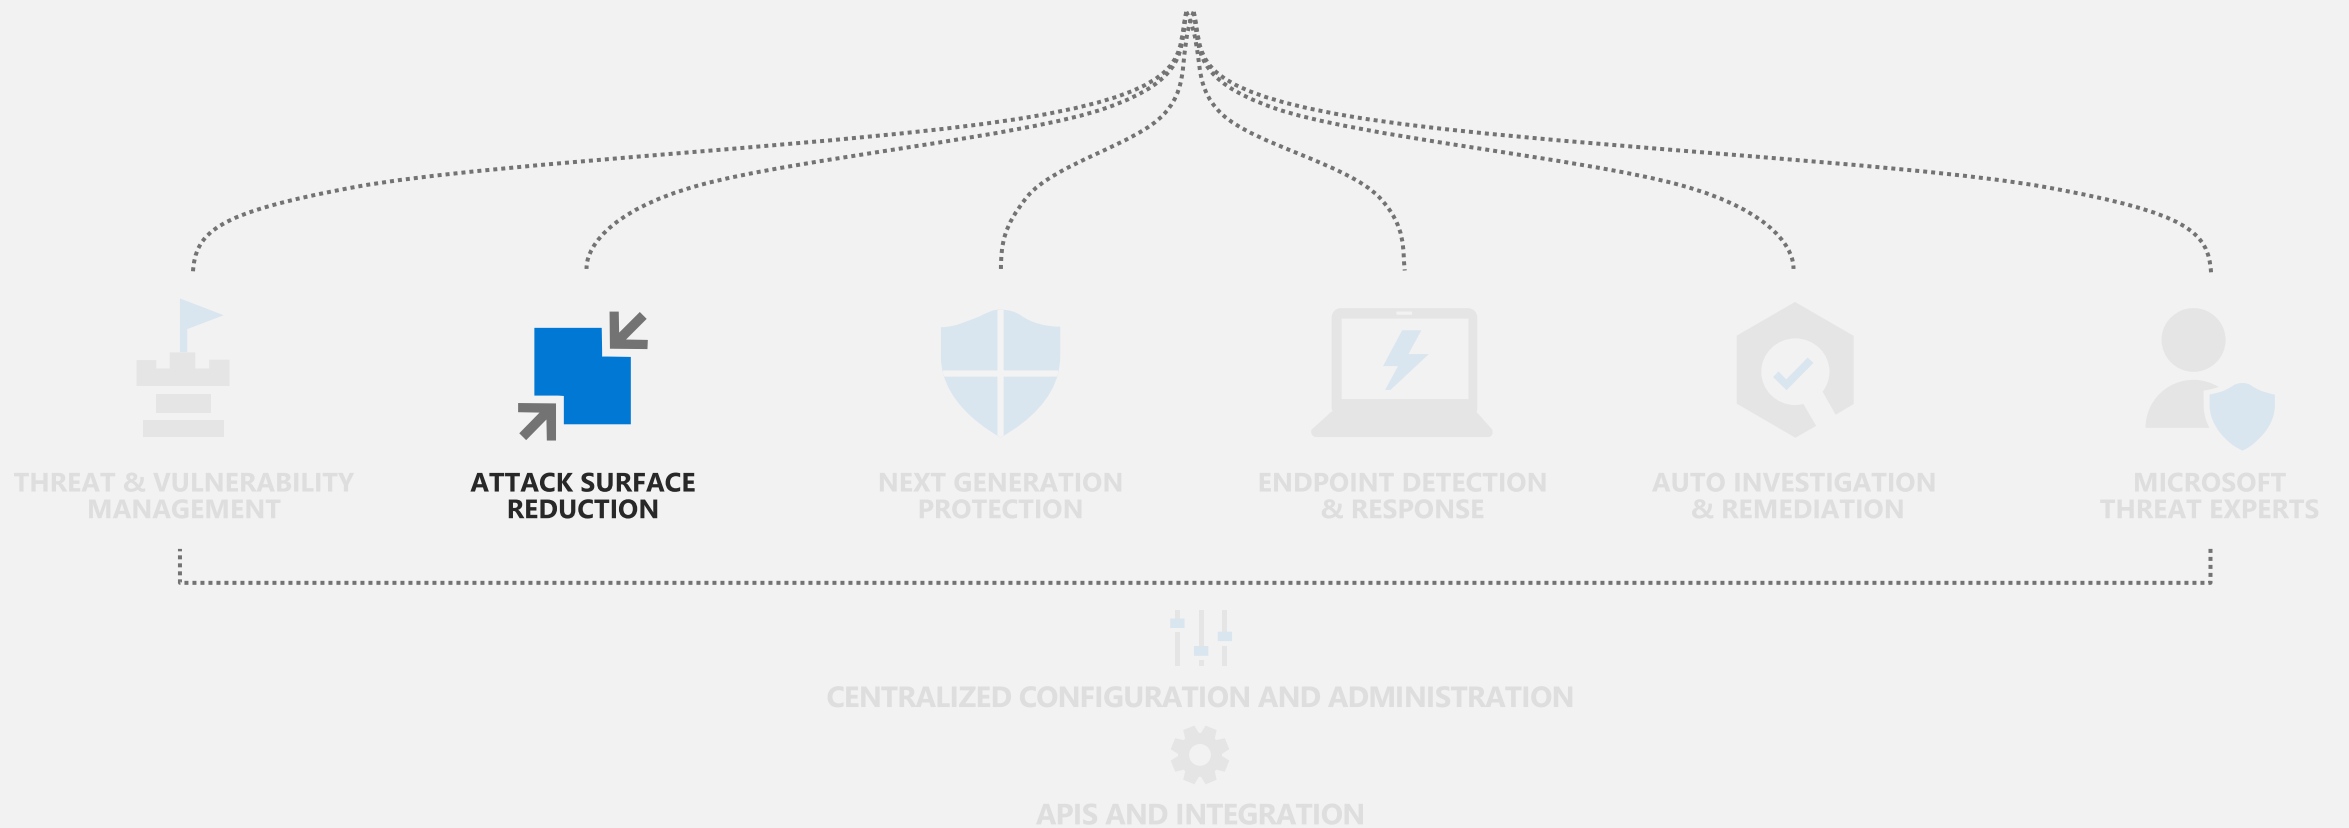 THREAT & VULNERABILITY
MANAGEMENT
ATTACK SURFACE
REDUCTION
NEXT GENERATION
PROTECTION
ENDPOINT DETECTION
& RESPONSE
AUTO INVESTIGATION
& REMEDIATION
MICROSOFT
THREAT EXPERTS
CENTRALIZED CONFIGURATION AND ADMINISTRATION
APIS AND INTEGRATION